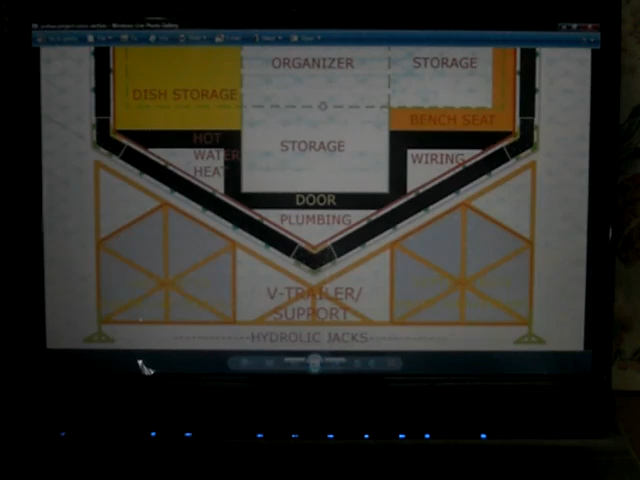 ORGANIZER
STORAGE
DISH STORAGE
BENCH SEAT
HOT
WATER
HEAT
STORAGE
WIRING
DOOR
PLUMBING
V-TRAILER/
SUPPORT
HYDROLIC JACKS